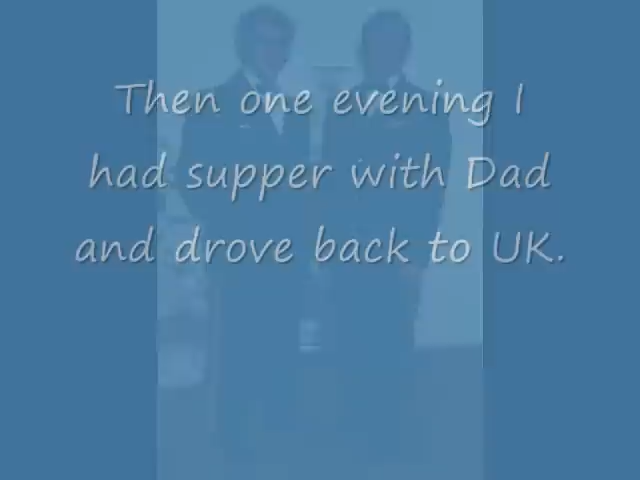 Then one evening I
had supper with Dad
and drove back to UK.